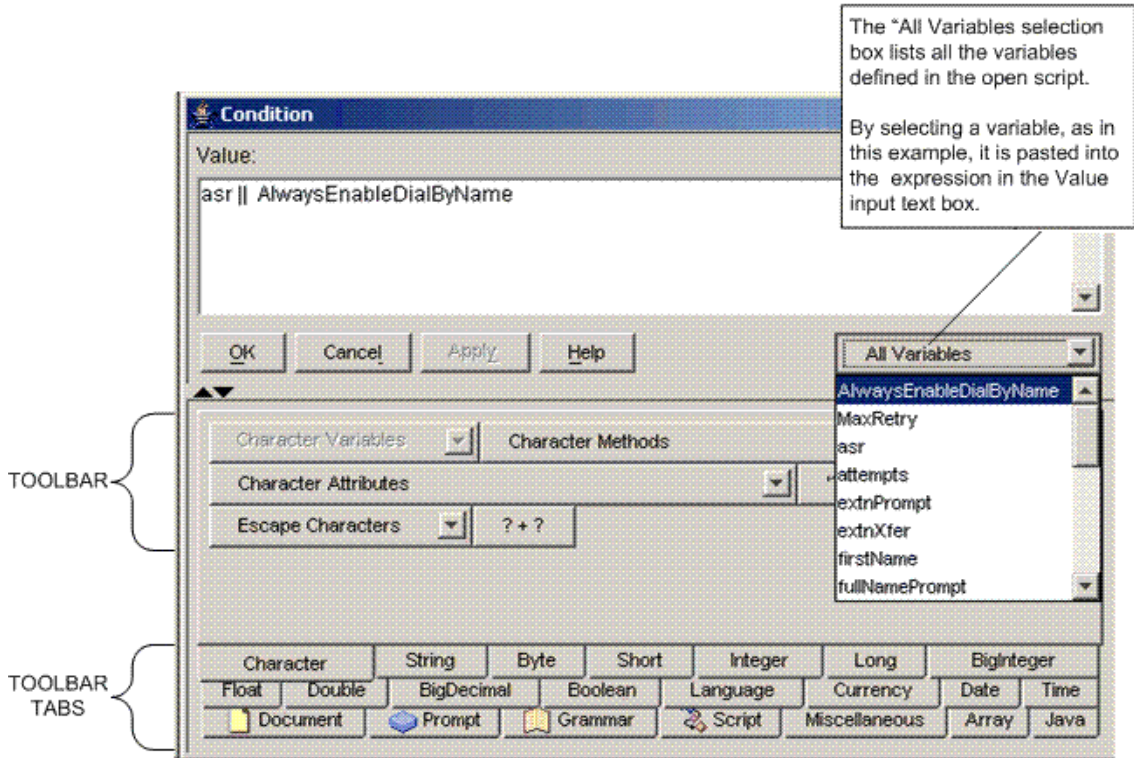 The “All Variables selection
box lists all the variables
defined in the open script.
By selecting a variable, as in
this example, it is pasted into
the expression in the Value
input text box.
Condition
Value:
asr || AlwaysEnableDialByName
OK Cancel Apply Help All Variables
AlwaysEnableDialByName
MaxRetry
asr
attempts
extnPrompt
extnXfer
firstName
fullNamePrompt
TOOLBAR
Character Variables Character Methods
Character Attributes
Escape Characters ? + ?
TOOLBAR
TABS
Character String Byte Short Integer Long BigInteger
Float Double BigDecimal Boolean Language Currency Date Time
Document Prompt Grammar Script Miscellaneous Array Java